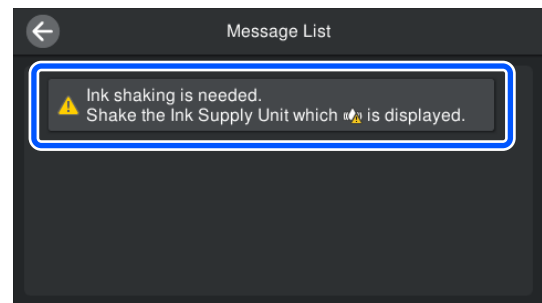 Message List
Ink shaking is needed.
Shake the Ink Supply Unit which is displayed.